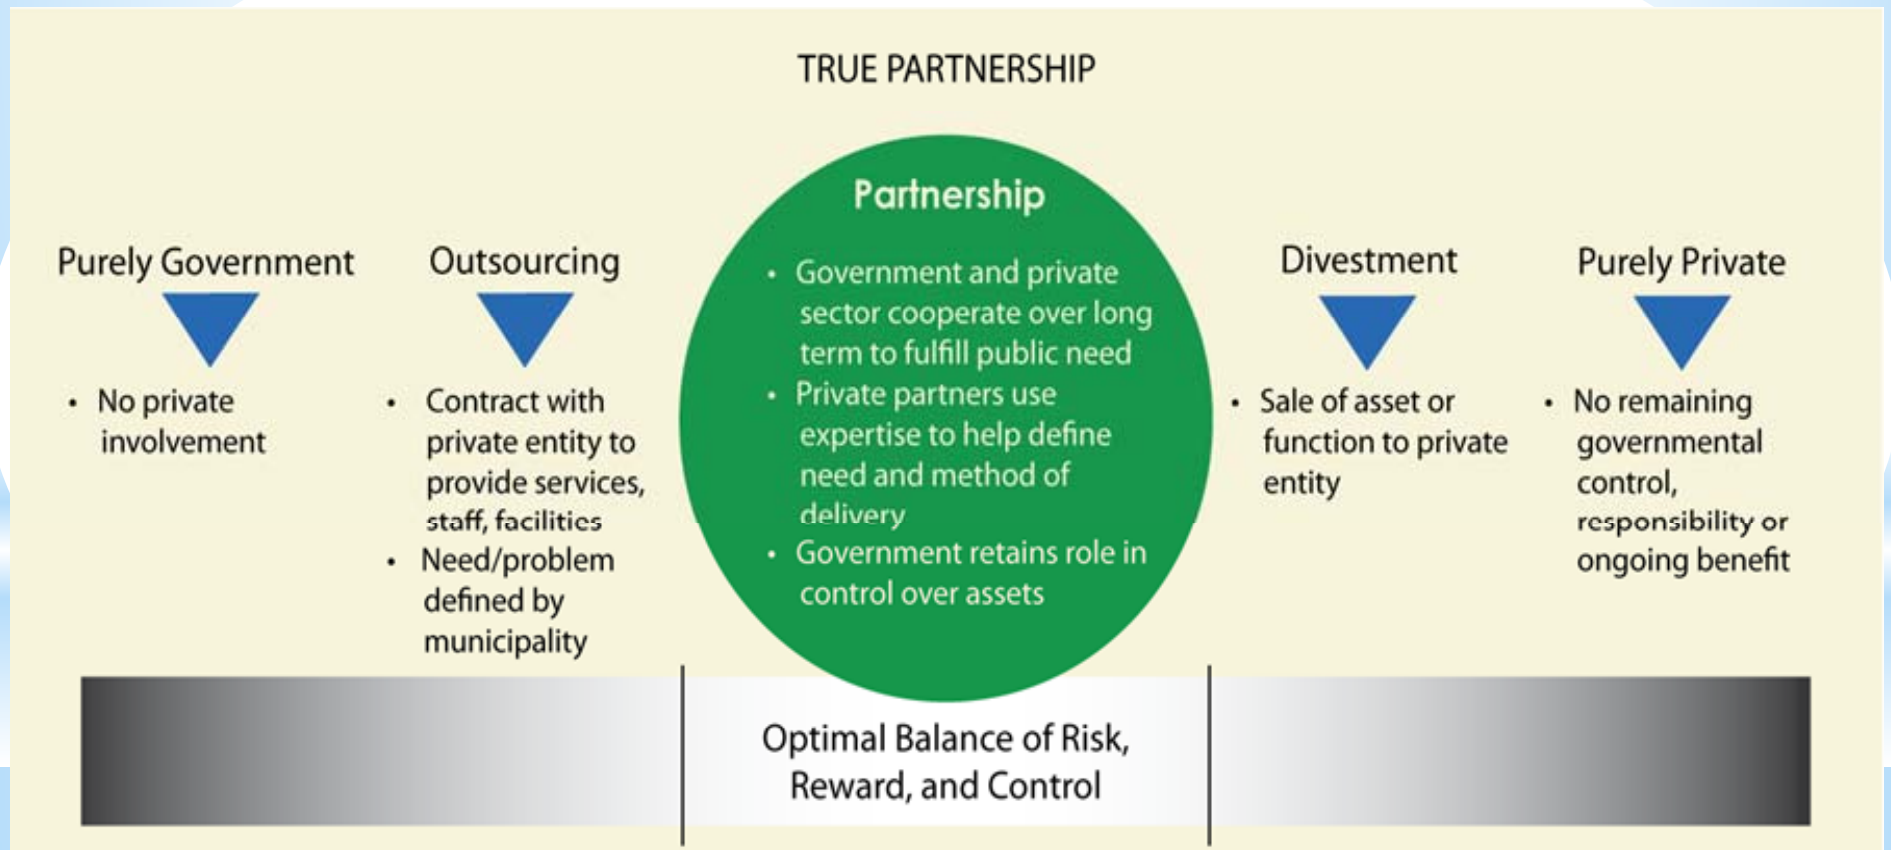 TRUE PARTNERSHIP
Purely Government
• No private
involvement
Outsourcing
• Contract with
private entity to
provide services,
staff, facilities
• Need/problem
defined by
municipality
Partnership
• Government and private
sector cooperate over long
term to fulfill public need
• Private partners use
expertise to help define
need and method of
delivery
• Government retains role in
control over assets
Divestment
• Sale of asset or
function to private
entity
Purely Private
• No remaining
governmental
control,
responsibility or
ongoing benefit
Optimal Balance of Risk,
Reward, and Control